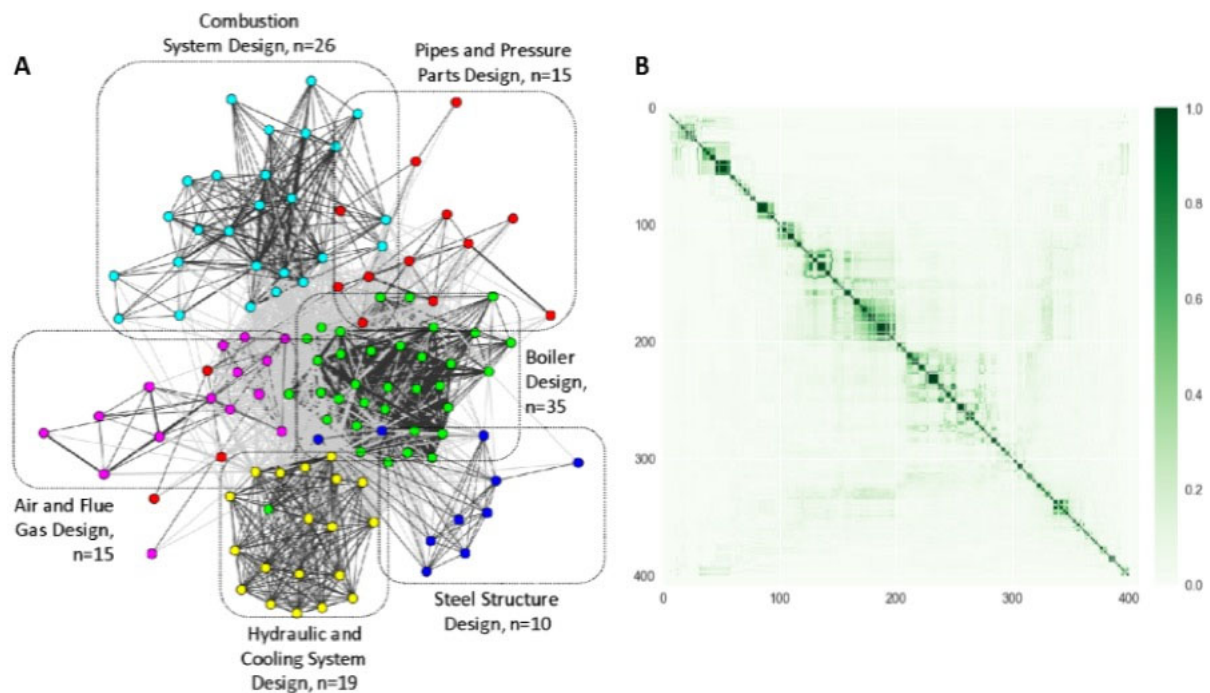 A
Combustion
System Design, n=26
Pipes and Pressure
Parts Design, n=15
Boiler
Design,
n=35
Air and Flue
Gas Design,
n=15
Steel Structure
Design, n=10
Hydraulic and
Cooling System
Design, n=19
B
0
100
200
300
400
0
100
200
300
400
1.0
0.8
0.6
0.4
0.2
0.0